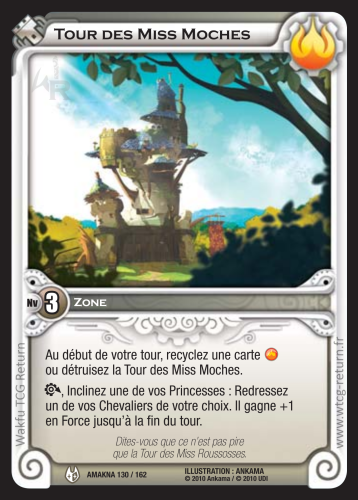 Tour des Miss Moches
Nv 3 Zone
Au début de votre tour, recyclez une carte
ou détruisez la Tour des Miss Moches.
, Inclinez une de vos Princesses : Redressez
un de vos Chevaliers de votre choix. Il gagne +1
en Force jusqu'à la fin du tour.
Dites-vous que ce n'est pas pire
que la Tour des Miss Roussosses.
AMAKNA 130 / 162
ILLUSTRATION : ANKAMA
© 2010 Ankama / © 2010 UDI
Wakfu TCG Return
www.wtcg-return.fr